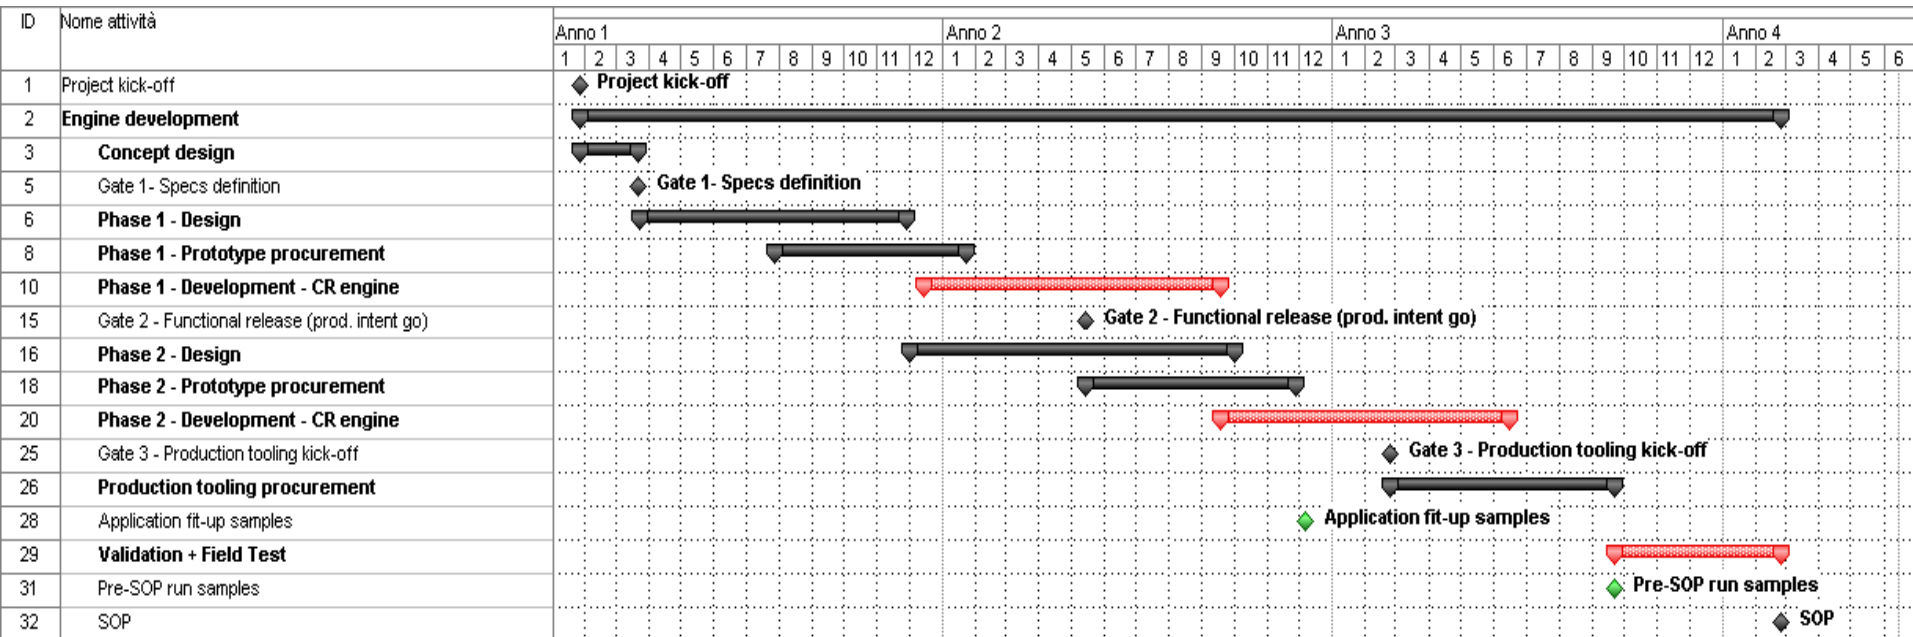 ID Nome attività
Anno 1 Anno 2 Anno 3 Anno 4
1 2 3 4 5 6 7 8 9 10 11 12 1 2 3 4 5 6 7 8 9 10 11 12 1 2 3 4 5 6 7 8 9 10 11 12 1 2 3 4 5 6
1 Project kick-off Project kick-off
2 Engine development
3 Concept design
5 Gate 1- Specs definition Gate 1- Specs definition
6 Phase 1 - Design
8 Phase 1 - Prototype procurement
10 Phase 1 - Development - CR engine
15 Gate 2 - Functional release (prod. intent go) Gate 2 - Functional release (prod. intent go)
16 Phase 2 - Design
18 Phase 2 - Prototype procurement
20 Phase 2 - Development - CR engine
25 Gate 3 - Production tooling kick-off Gate 3 - Production tooling kick-off
26 Production tooling procurement
28 Application fit-up samples Application fit-up samples
29 Validation + Field Test
31 Pre-SOP run samples Pre-SOP run samples
32 SOP SOP